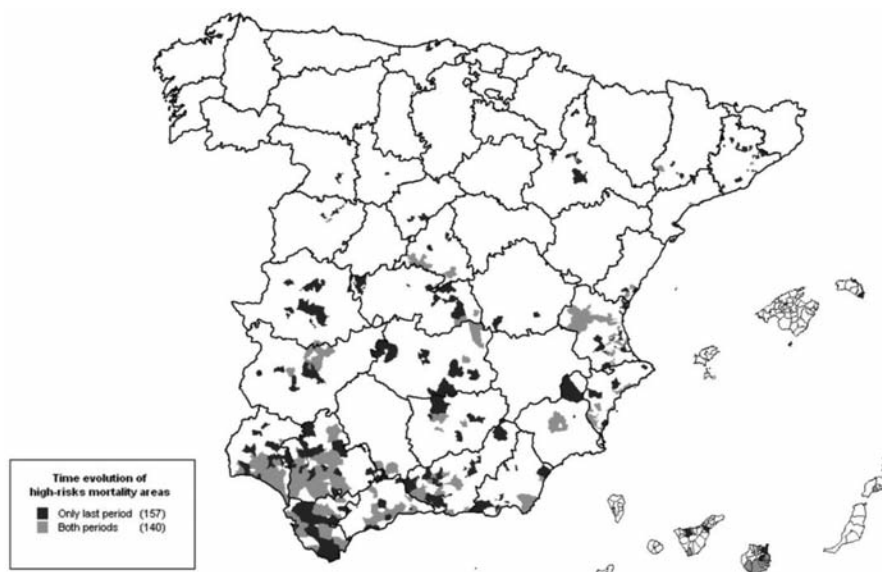 Time evolution of
high-risks mortality areas
Only last period (157)
Both periods (140)